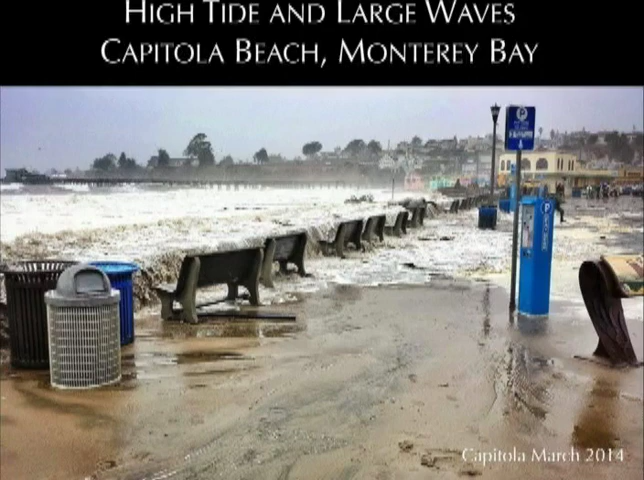 High Tide and Large Waves
Capitola Beach, Monterey Bay
P
P
Capitola March 2014